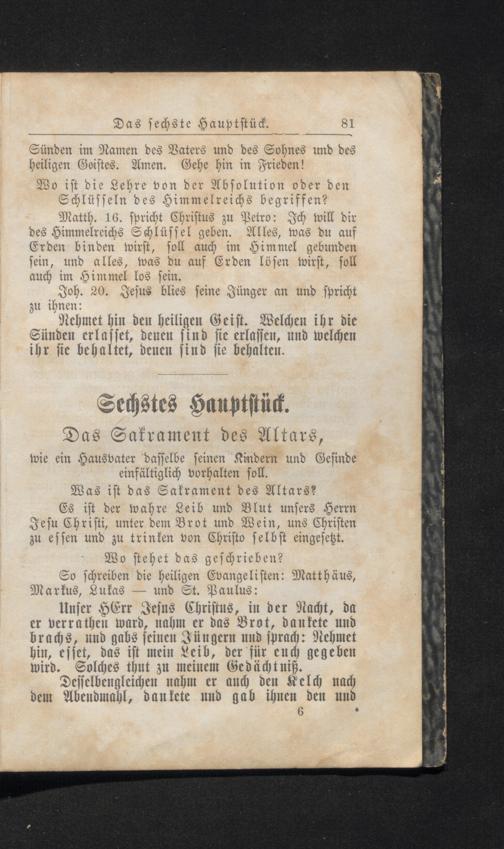 Das sechste Hauptstück. 81
Sünden im Namen des Vaters und des Sohnes und des
heiligen Geistes. Amen. Gehe hin in Frieden!
Wo ist die Lehre von der Absolution oder den
Schlüsseln des Himmelreichs begriffen?
Matth. 16. spricht Christus zu Petro: Ich will dir
des Himmelreichs Schlüssel geben. Alles, was du auf
Erden binden wirst, soll auch im Himmel gebunden
sein, und alles, was du auf Erden lösen wirst, soll
auch im Himmel los sein.
Joh. 20. Jesus blies seine Jünger an und spricht
zu ihnen:
Nehmet hin den heiligen Geist. Welchen ihr die
Sünden erlasset, denen sind sie erlassen, und welchen
ihr sie behaltet, denen sind sie behalten.
Sechstes Hauptstück.
Das Sakrament des Altars,
wie ein Hausvater dasselbe seinen Kindern und Gesinde
einfältiglich vorhalten soll.
Was ist das Sakrament des Altars?
Es ist der wahre Leib und Blut unsers Herrn
Jesu Christi, unter dem Brot und Wein, uns Christen
zu essen und zu trinken von Christo selbst eingesetzt.
Wo stehet das geschrieben?
So schreiben die heiligen Evangelisten: Matthäus,
Markus, Lukas — und St. Paulus:
Unser HErr Jesus Christus, in der Nacht, da
er verrathen ward, nahm er das Brot, dankete und
brachs, und gabs seinen Jüngern und sprach: Nehmet
hin, esset, das ist mein Leib, der für euch gegeben
wird. Solches thut zu meinem Gedächtniß.
Desselbengleichen nahm er auch den Kelch nach
dem Abendmahl, dankete und gab ihnen den und
6